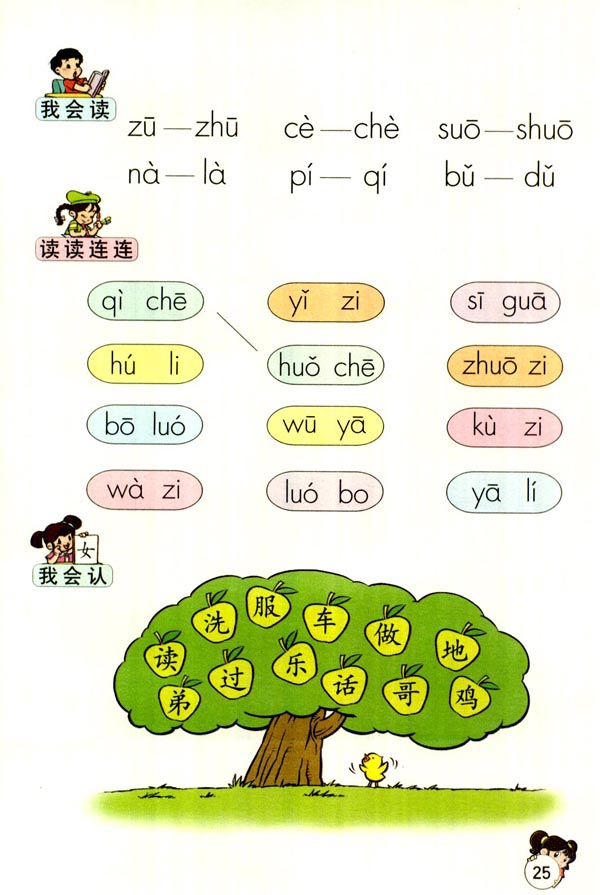 我会读
zū — zhū cè — chè suō — shuō
nà — là pí — qí bǔ — dǔ
读读连连
qì chē yǐ zi sī guā
hú li huǒ chē zhuō zi
bō luó wū yā kù zi
wà zi luó bo yā lí
女
我会认
洗 服 车 做 地
读 弟 过 乐 话 哥 鸡
25